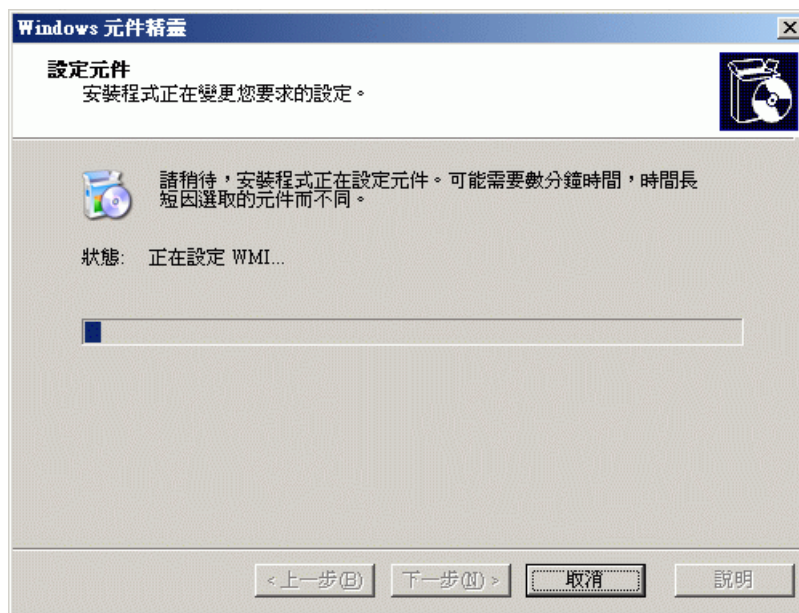 Windows 元件精靈
設定元件
安裝程式正在變更您要求的設定。
請稍待，安裝程式正在設定元件。可能需要數分鐘時間，時間長
短因選取的元件而不同。
狀態: 正在設定 WMI...
< 上一步(B) 下一步(N) > 取消 說明